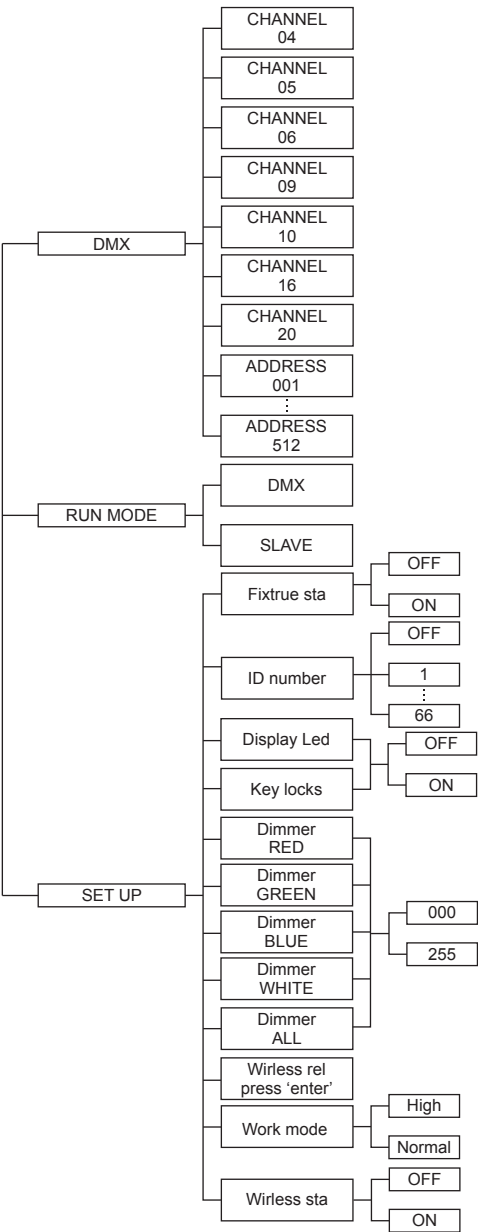 CHANNEL
04
CHANNEL
05
CHANNEL
06
CHANNEL
09
DMX
CHANNEL
10
CHANNEL
16
CHANNEL
20
ADDRESS
001
ADDRESS
512
RUN MODE
DMX
SLAVE
Fixtrue sta
OFF
ON
ID number
OFF
1
66
Display Led
Key locks
OFF
ON
SET UP
Dimmer
RED
Dimmer
GREEN
Dimmer
BLUE
Dimmer
WHITE
Dimmer
ALL
000
255
Wirless rel
press ‘enter’
Work mode
High
Normal
Wirless sta
OFF
ON